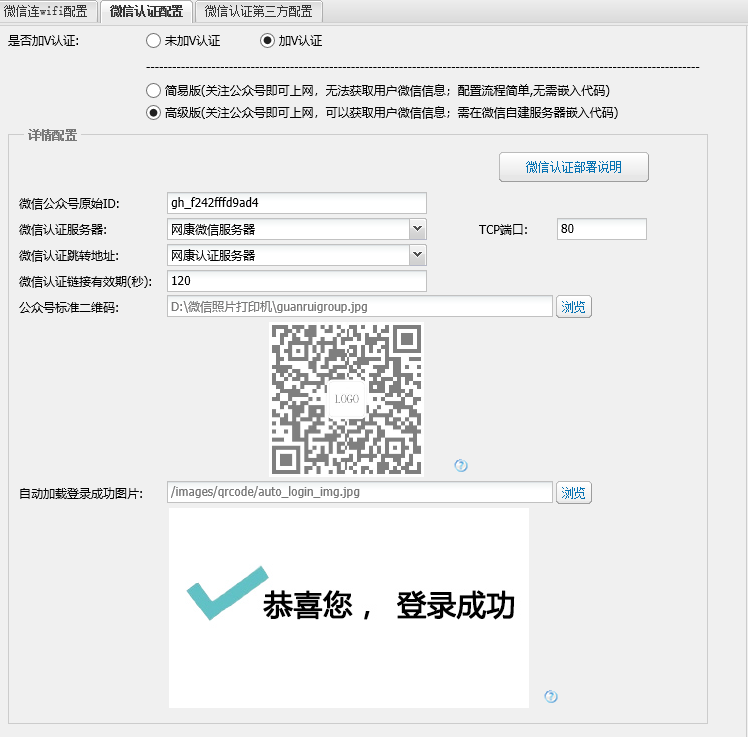 微信连wifi配置 微信认证配置 微信认证第三方配置
是否加V认证: 未加V认证 加V认证
简易版(关注公众号即可上网，无法获取用户微信信息；配置流程简单,无需嵌入代码)
高级版(关注公众号即可上网，可以获取用户微信信息；需在微信自建服务器嵌入代码)
详情配置
微信认证部署说明
微信公众号原始ID: gh_f242fffd9ad4
微信认证服务器: 网康微信服务器 TCP端口: 80
微信认证跳转地址: 网康认证服务器
微信认证链接有效期(秒): 120
公众号标准二维码: D:\微信照片打印机\guanruigroup.jpg 浏览
LOGO
自动加载登录成功图片: /images/qrcode/auto_login_img.jpg 浏览
恭喜您 ， 登录成功